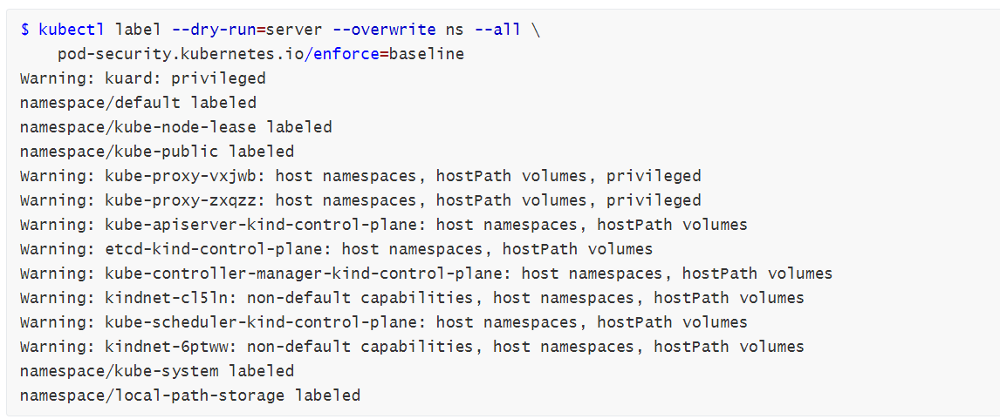 $ kubectl label --dry-run=server --overwrite ns --all \
    pod-security.kubernetes.io/enforce=baseline
Warning: kuard: privileged
namespace/default labeled
namespace/kube-node-lease labeled
namespace/kube-public labeled
Warning: kube-proxy-vxjwb: host namespaces, hostPath volumes, privileged
Warning: kube-proxy-zxqzz: host namespaces, hostPath volumes, privileged
Warning: kube-apiserver-kind-control-plane: host namespaces, hostPath volumes
Warning: etcd-kind-control-plane: host namespaces, hostPath volumes
Warning: kube-controller-manager-kind-control-plane: host namespaces, hostPath volumes
Warning: kindnet-cl5ln: non-default capabilities, host namespaces, hostPath volumes
Warning: kube-scheduler-kind-control-plane: host namespaces, hostPath volumes
Warning: kindnet-6ptww: non-default capabilities, host namespaces, hostPath volumes
namespace/kube-system labeled
namespace/local-path-storage labeled